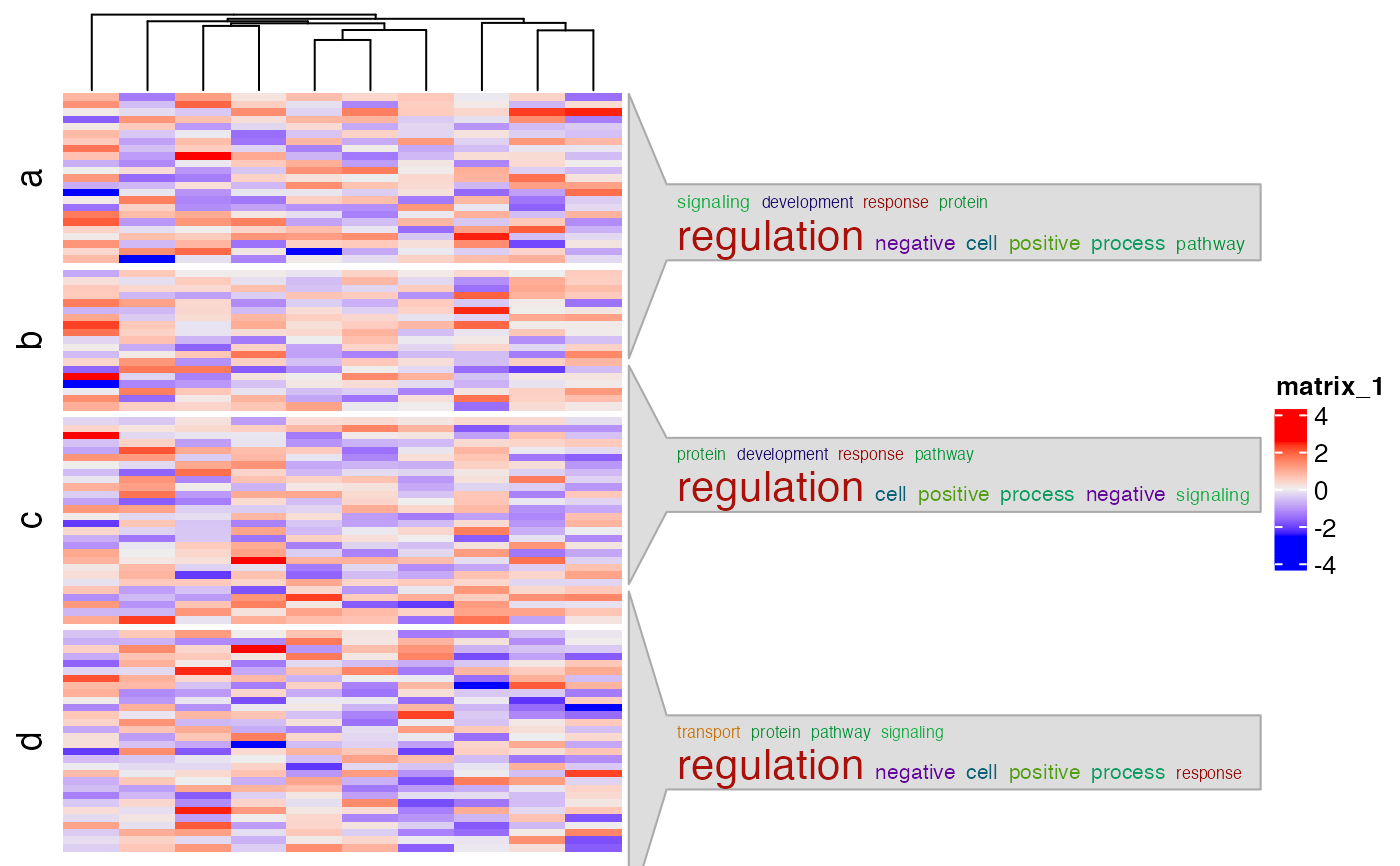 a
signaling development response protein
regulation negative cell positive process pathway
b
matrix_1
4
2
0
-2
-4
protein development response pathway
regulation cell positive process negative signaling
c
d
transport protein pathway signaling
regulation negative cell positive process response